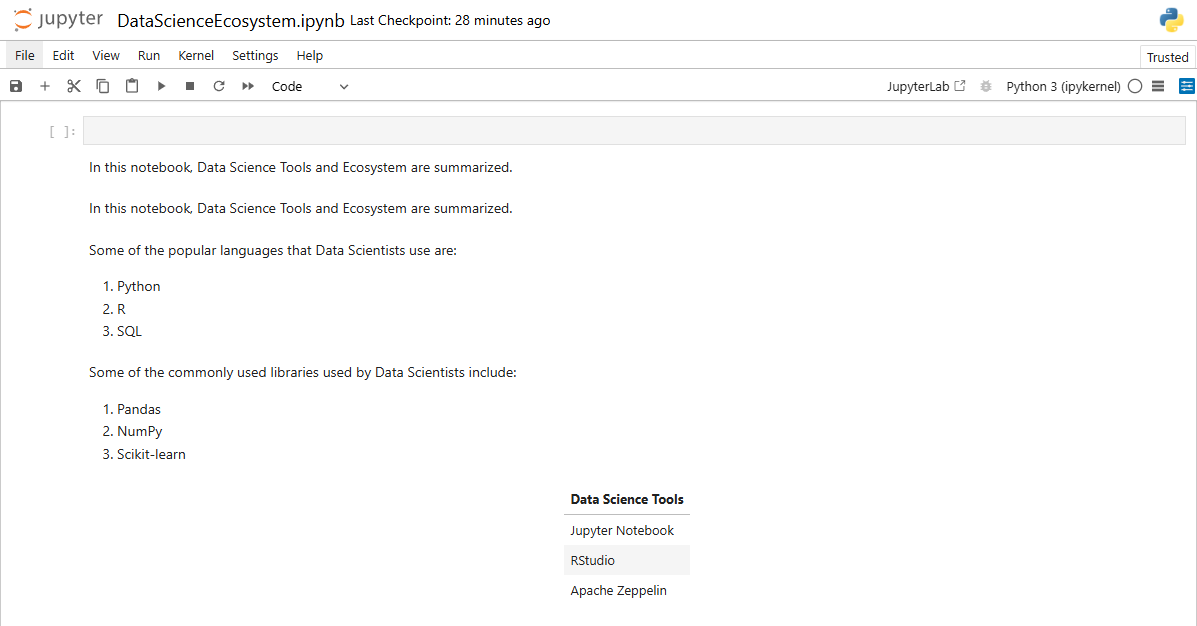 jupyter DataScienceEcosystem.ipynb Last Checkpoint: 28 minutes ago
File Edit View Run Kernel Settings Help
Trusted
Code JupyterLab Python 3 (ipykernel)
[ ]:
In this notebook, Data Science Tools and Ecosystem are summarized.
In this notebook, Data Science Tools and Ecosystem are summarized.
Some of the popular languages that Data Scientists use are:
1. Python
2. R
3. SQL
Some of the commonly used libraries used by Data Scientists include:
1. Pandas
2. NumPy
3. Scikit-learn
Data Science Tools
Jupyter Notebook
RStudio
Apache Zeppelin